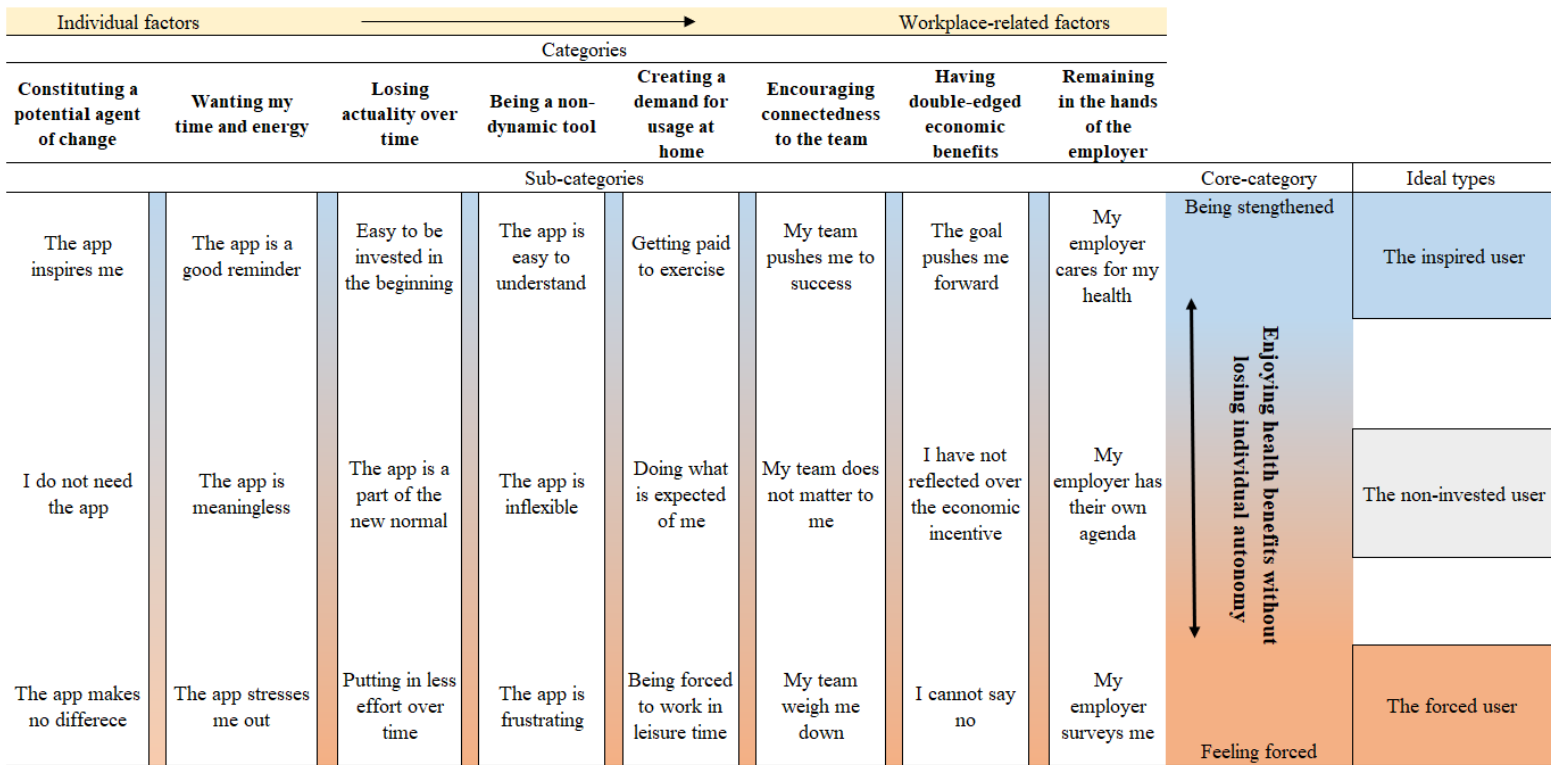 Individual factors
Workplace-related factors
Categories
Constituting a
potential agent
of change
Wanting my
time and energy
Losing
actuality over
time
Being a non-
dynamic tool
Creating a
demand for
usage at
home
Encouraging
connectedness
to the team
Having
double-edged
economic
benefits
Remaining
in the hands
of the
employer
Sub-categories
Core-category
Ideal types
The app
inspires me
The app is a
good reminder
Easy to be
invested in
the beginning
The app is
easy to
understand
Getting paid
to exercise
My team
pushes me to
success
The goal
pushes me
forward
My
employer
cares for my
health
Being stengthened
The inspired user
I do not need
the app
The app is
meaningless
The app is a
part of the
new normal
The app is
inflexible
Doing what
is expected
of me
My team does
not matter to
me
I have not
reflected over
the economic
incentive
My
employer has
their own
agenda
Enjoying health benefits without
losing individual autonomy
The non-invested user
The app makes
no differece
The app stresses
me out
Putting in less
effort over
time
The app is
frustrating
Being forced
to work in
leisure time
My team
weigh me
down
I cannot say
no
My
employer
surveys me
Feeling forced
The forced user